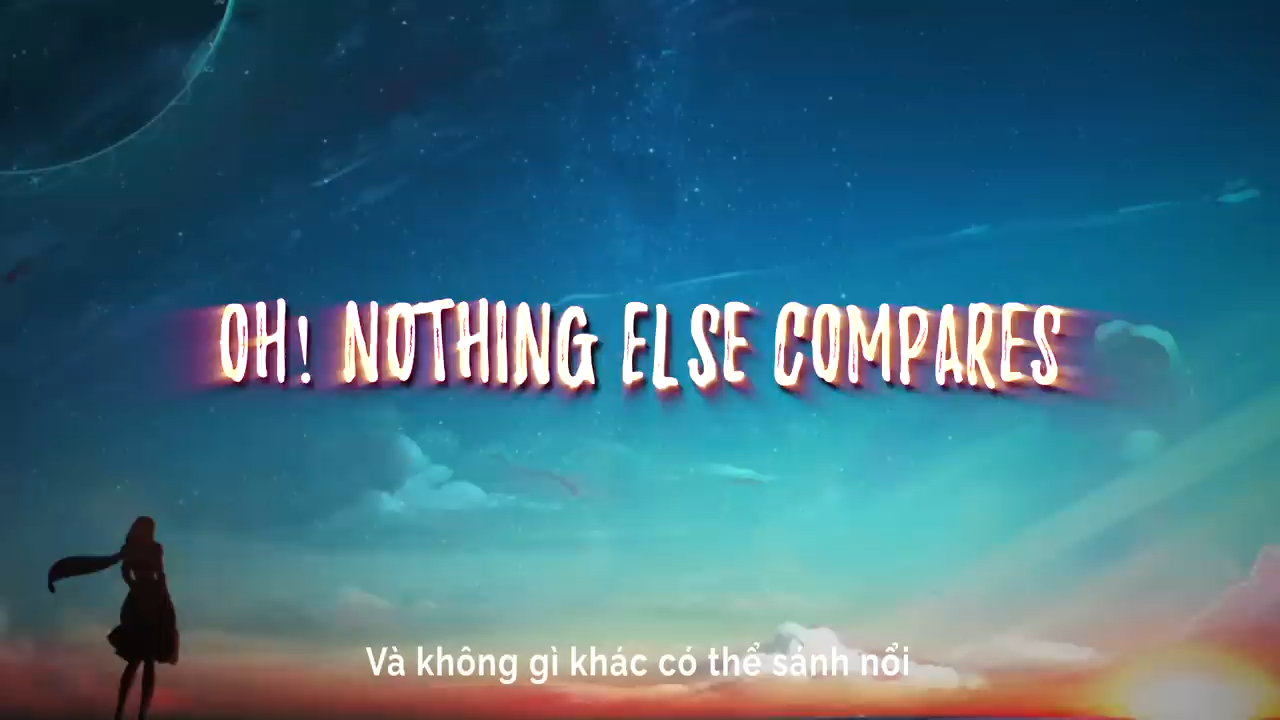 OH! NOTHING ELSE COMPARES
Và không gì khác có thể sánh nổi